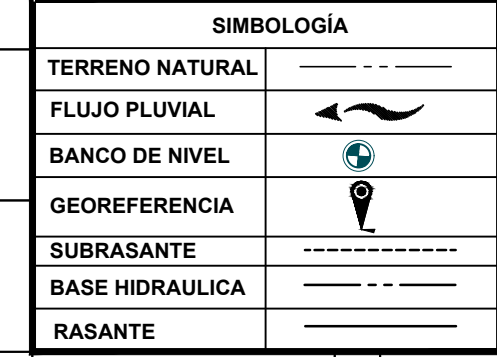 SIMBOLOGÍA
TERRENO NATURAL
FLUJO PLUVIAL
BANCO DE NIVEL
GEOREFERENCIA
SUBRASANTE
BASE HIDRAULICA
RASANTE